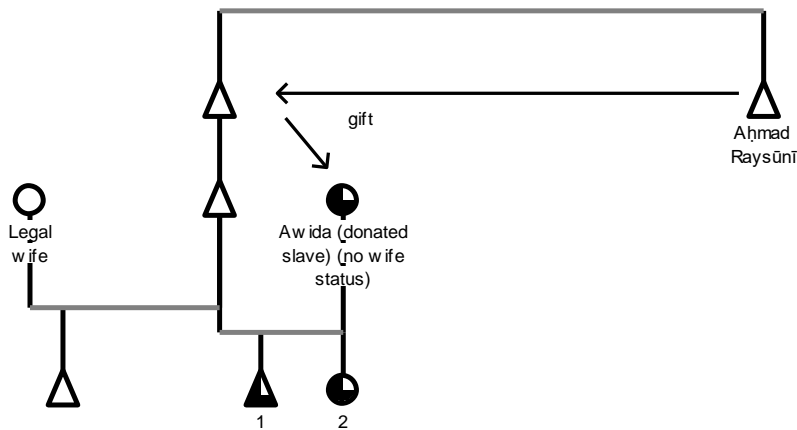 gift
Aḥmad
Raysūnī
Legal
wife
Awida (donated
slave) (no wife
status)
1
2